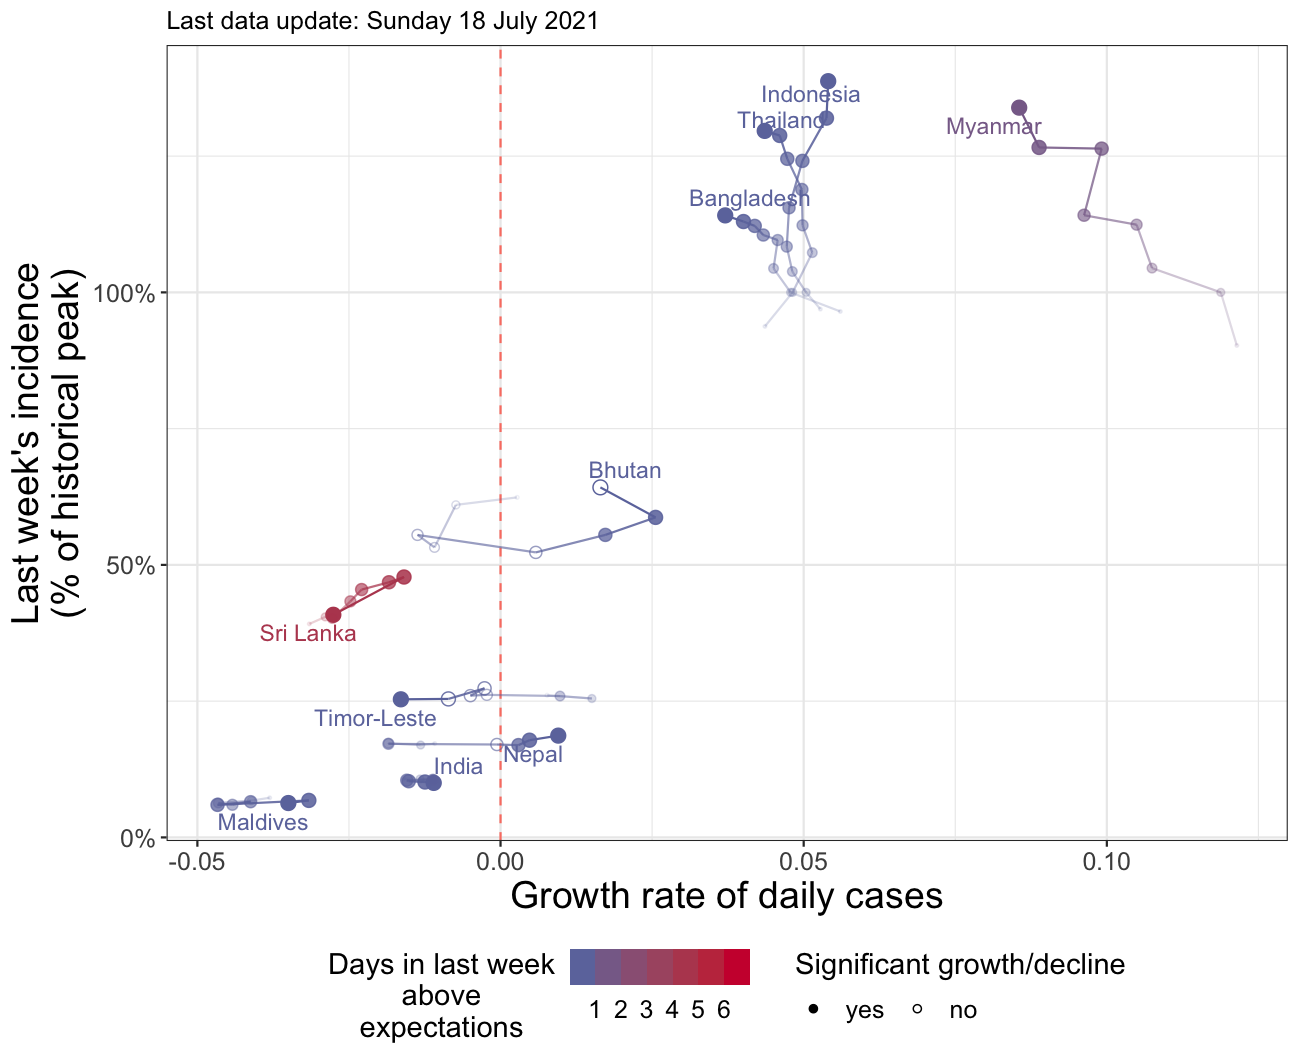 Last data update: Sunday 18 July 2021
Last week's incidence
(% of historical peak)
100%
50%
0%
Indonesia
Thailand
Myanmar
Bangladesh
Bhutan
Sri Lanka
Timor-Leste
Nepal
India
Maldives
-0.05 0.00 0.05 0.10
Growth rate of daily cases
Days in last week
above
expectations
1 2 3 4 5 6
Significant growth/decline
yes no